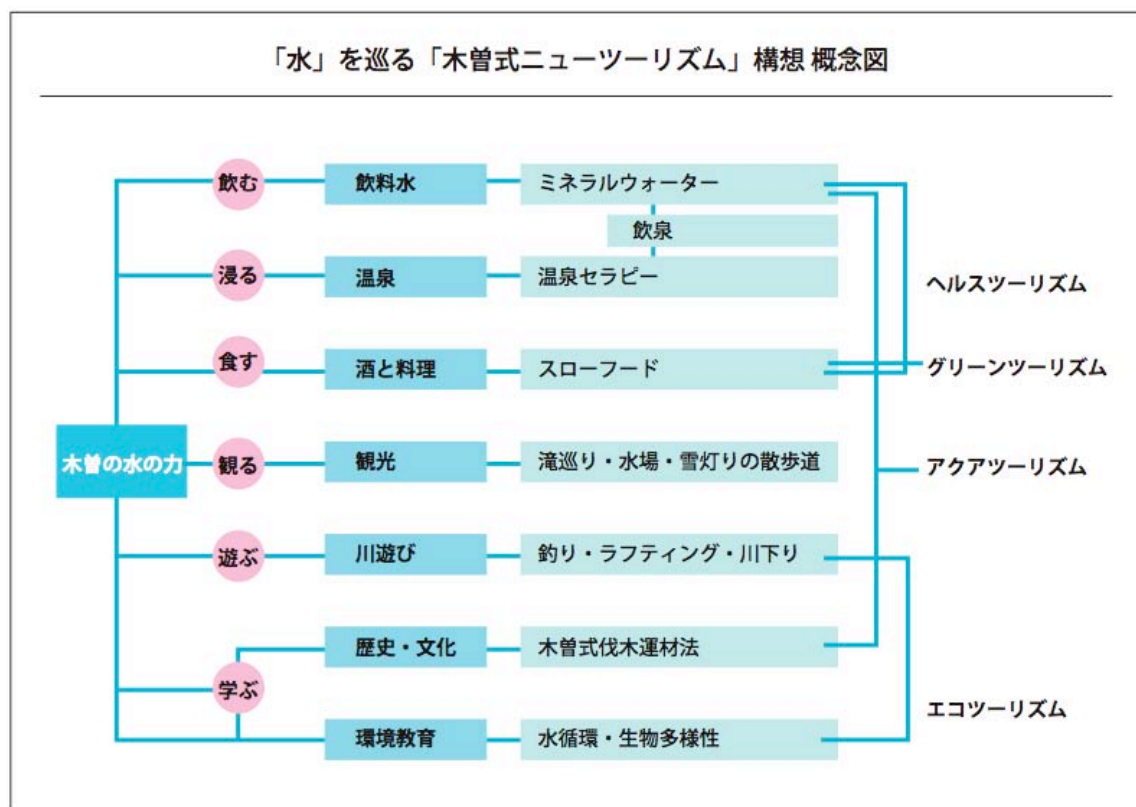 「水」を巡る「木曽式ニューツーリズム」構想 概念図
飲む
飲料水
ミネラルウォーター
飲泉
浸る
温泉
温泉セラピー
ヘルスツーリズム
食す
酒と料理
スローフード
グリーンツーリズム
木曽の水の力
観る
観光
滝巡り・水場・雪灯りの散歩道
アクアツーリズム
遊ぶ
川遊び
釣り・ラフティング・川下り
歴史・文化
木曽式伐木運材法
学ぶ
エコツーリズム
環境教育
水循環・生物多様性